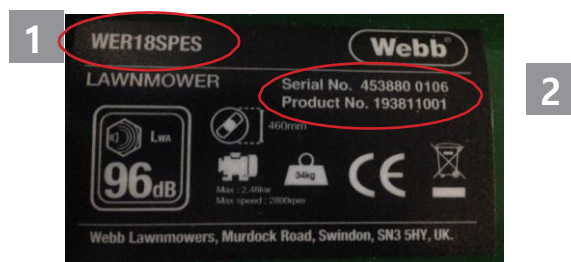 1
WER18SPES
Webb
LAWNMOWER
Serial No. 453880 0106
Product No. 193811001
2
LWA
96dB
460mm
34kg
CE
Max : 2.48kw
Max speed : 2800rpm
Webb Lawnmowers, Murdock Road, Swindon, SN3 5HY, UK.